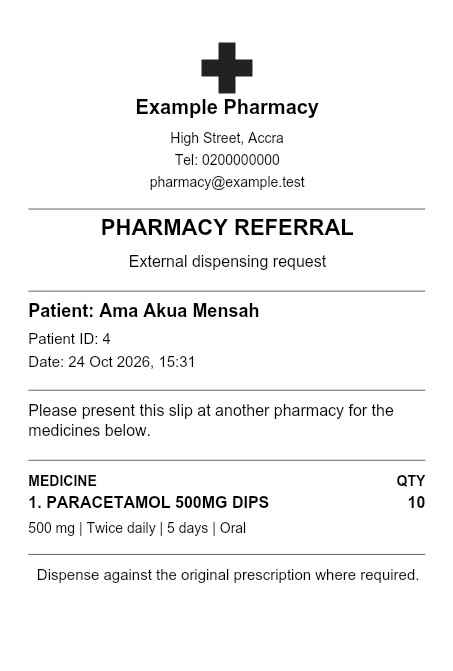 Example Pharmacy
High Street, Accra
Tel: 0200000000
pharmacy@example.test
PHARMACY REFERRAL
External dispensing request
Patient: Ama Akua Mensah
Patient ID: 4
Date: 24 Oct 2026, 15:31
Please present this slip at another pharmacy for the
medicines below.
MEDICINE QTY
1. PARACETAMOL 500MG DIPS 10
500 mg | Twice daily | 5 days | Oral
Dispense against the original prescription where required.